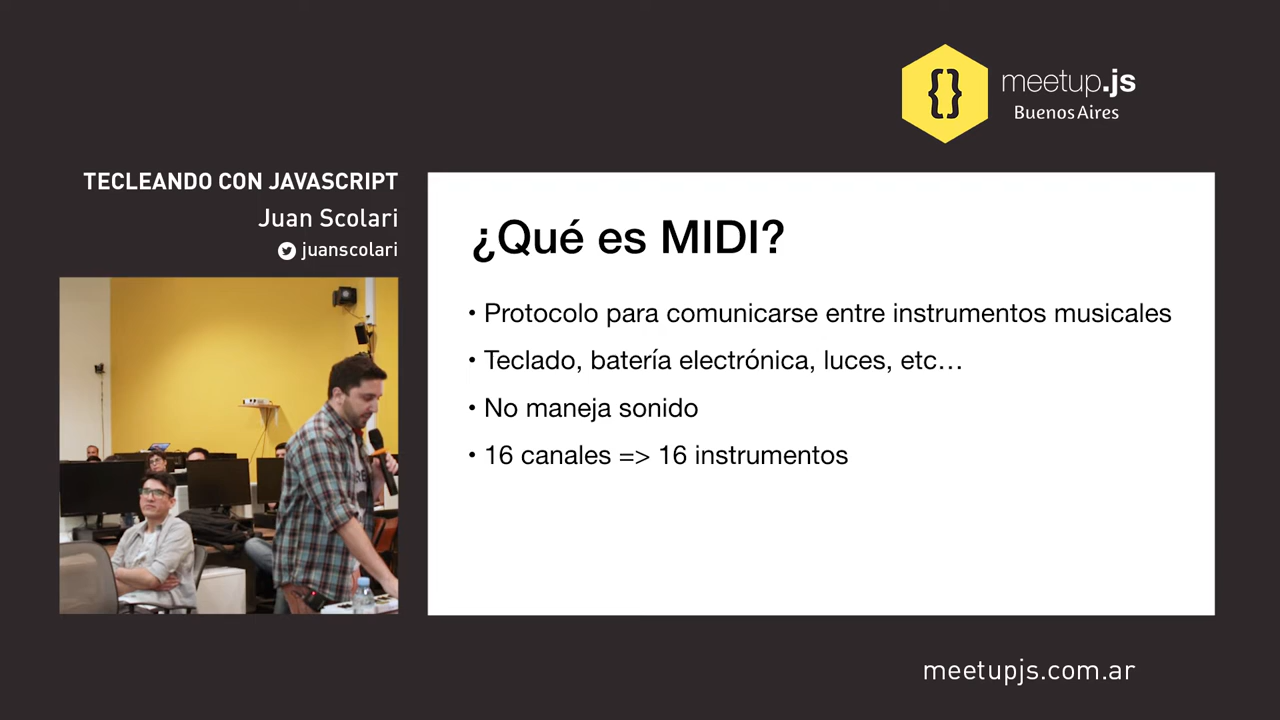 {}
meetup.js
Buenos Aires
TECLEANDO CON JAVASCRIPT
Juan Scolari
juanscolari
¿Qué es MIDI?
• Protocolo para comunicarse entre instrumentos musicales
• Teclado, batería electrónica, luces, etc…
• No maneja sonido
• 16 canales => 16 instrumentos
meetupjs.com.ar